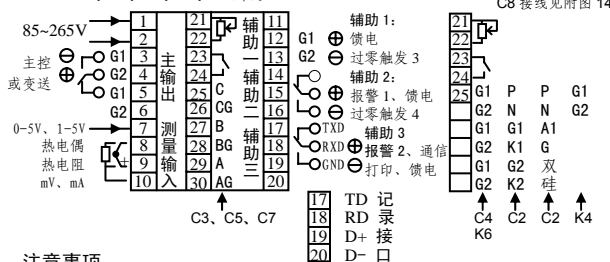 C8 接线见附图 14
85~265V 1 21 11 辅助 1: 21
2 22 辅 12 G1 ⊕ 馈电 22
主控 ⊖ G1 3 主 23 助 13 G2 ⊖ 过零触发 3 23
或变送 ⊕ G2 4 输 24 一 14 辅助 2: 24
G1 5 出 25 C 辅 15 ⊕ 报警 1、馈电 25 G1 P P G1
G2 6 26 CG 助 16 ⊖ 过零触发 4 G2 N N G2
0-5V、1-5V 7 测 27 B 二 17 TXD 辅助 3 G1 G1 A1
热电偶 8 量 28 BG 辅 18 RXD ⊕ 报警 2、通信 G2 K1 G
热电阻 9 输 29 A 助 19 GND ⊖ 打印、馈电 G1 G2 双
mV、mA 10 入 30 AG 三 20 G2 K2 硅
C3、C5、C7
17 TD 记
18 RD 录
19 D+ 接
20 D- 口
C4 C2 C2 K4
K6
注意事项